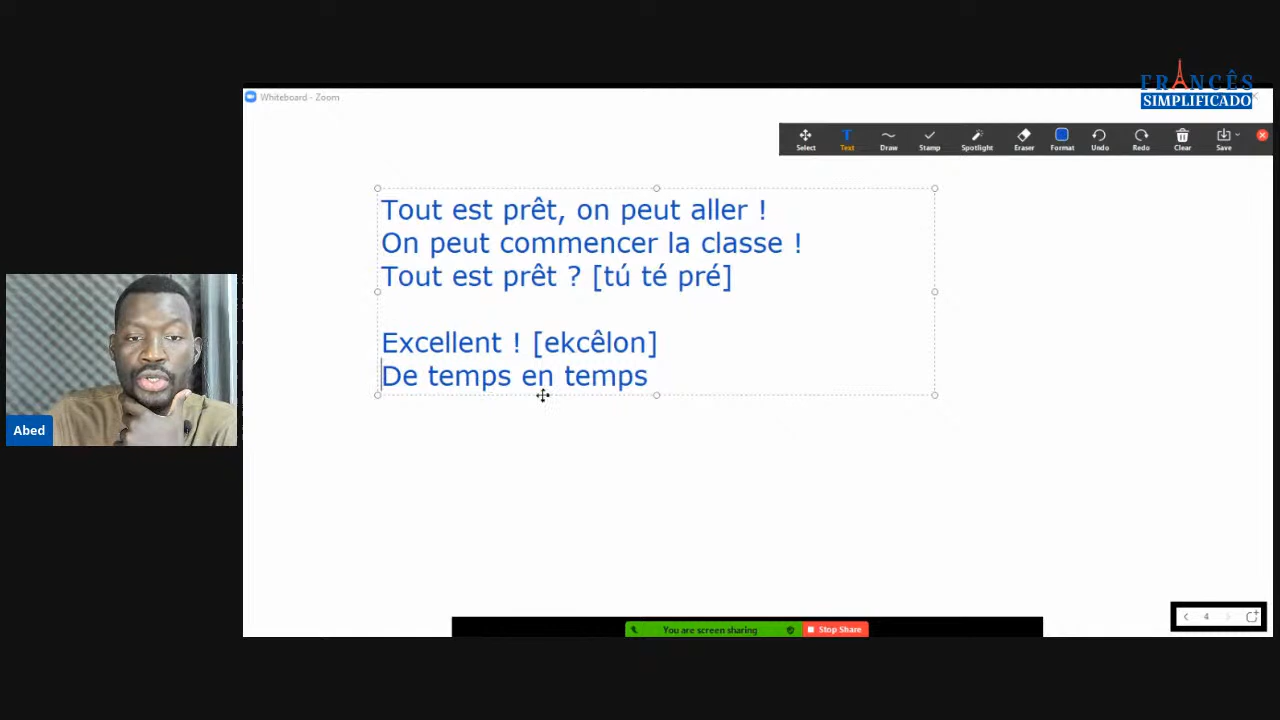 FRANCÊS
SIMPLIFICADO
Whiteboard - Zoom
Select Text Draw Stamp Spotlight Eraser Format Undo Redo Clear Save
Tout est prêt, on peut aller !
On peut commencer la classe !
Tout est prêt ? [tú té pré]
Excellent ! [ekcêlon]
De temps en temps
Abed
4
You are screen sharing Stop Share